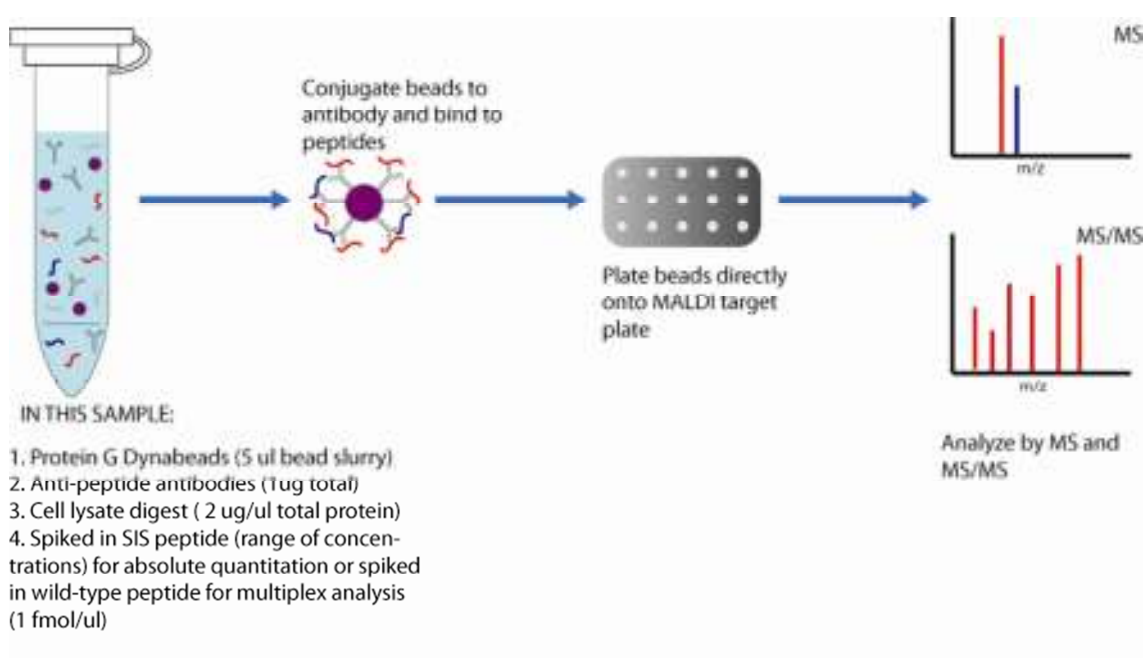 MS
Conjugate beads to
antibody and bind to
peptides
m/z
MS/MS
Plate beads directly
onto MALDI target
plate
m/z
IN THIS SAMPLE:
Analyze by MS and
MS/MS
1. Protein G Dynabeads (5 ul bead slurry)
2. Anti-peptide antibodies (1ug total)
3. Cell lysate digest ( 2 ug/ul total protein)
4. Spiked in SIS peptide (range of concen-
trations) for absolute quantitation or spiked
in wild-type peptide for multiplex analysis
(1 fmol/ul)